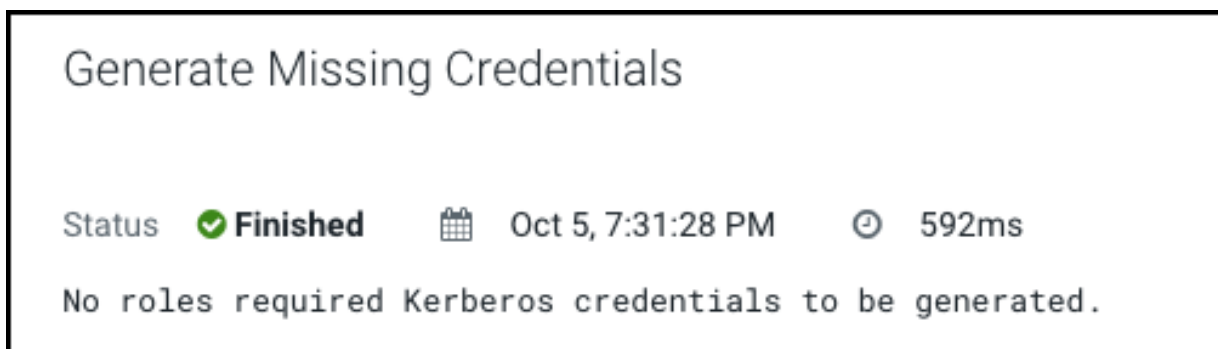 Generate Missing Credentials
Status Finished Oct 5, 7:31:28 PM 592ms
No roles required Kerberos credentials to be generated.